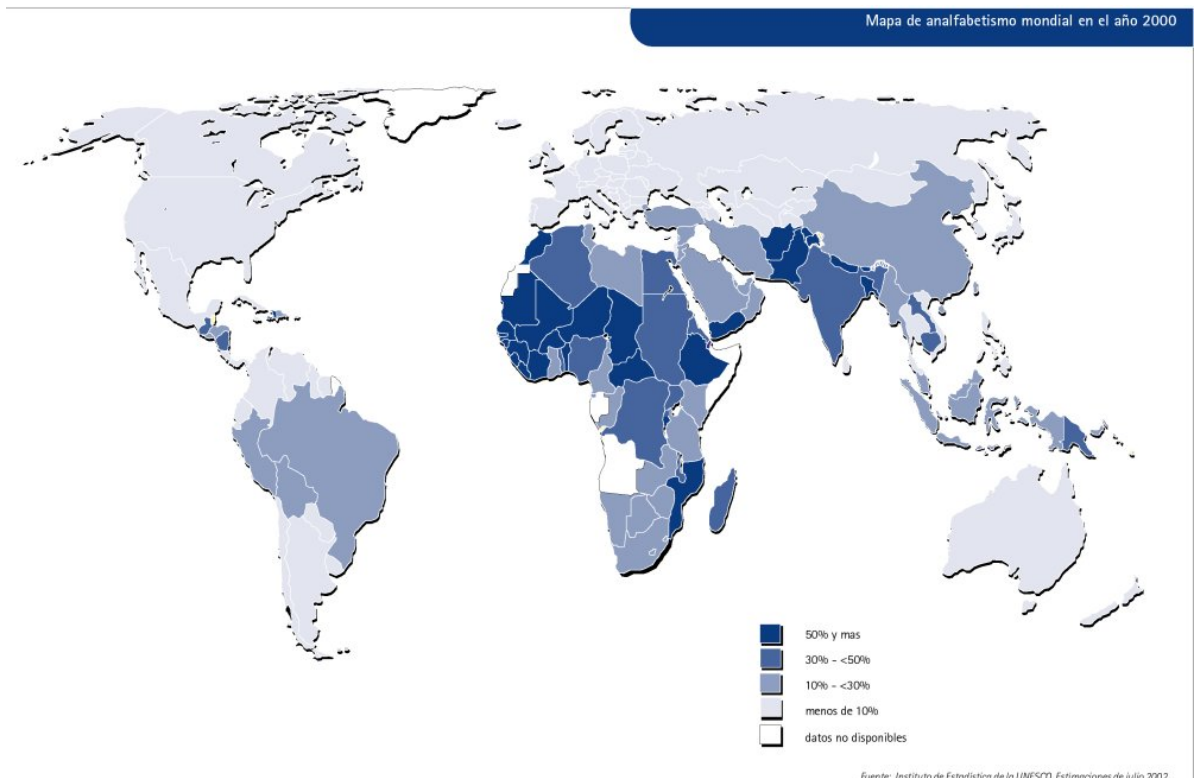 Mapa de analfabetismo mondial en el año 2000
50% y mas
30% - <50%
10% - <30%
menos de 10%
datos no disponibles
Fuente: Instituto de Estadística de la UNESCO. Estimaciones de julio 2002